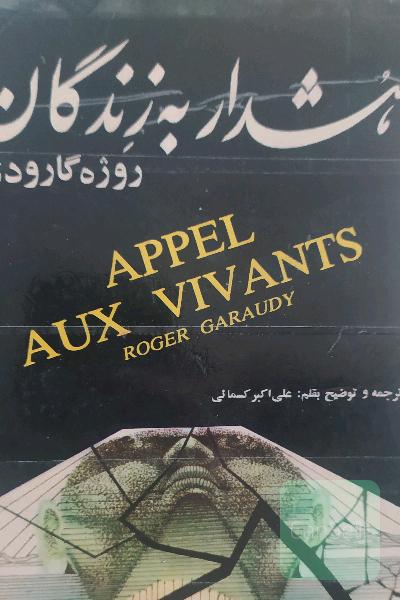 هشدار به زندگان
روژه گارودی
APPEL
AUX VIVANTS
ROGER GARAUDY
ترجمه و توضیح بقلم: علی اکبر کسمائی